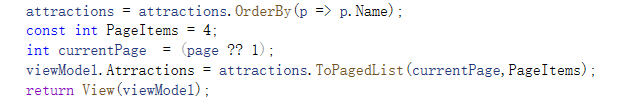 attractions = attractions.OrderBy(p => p.Name);
const int PageItems = 4;
int currentPage  = (page ?? 1);
viewModel.Atrractions = attractions.ToPagedList(currentPage,PageItems);
return View(viewModel);